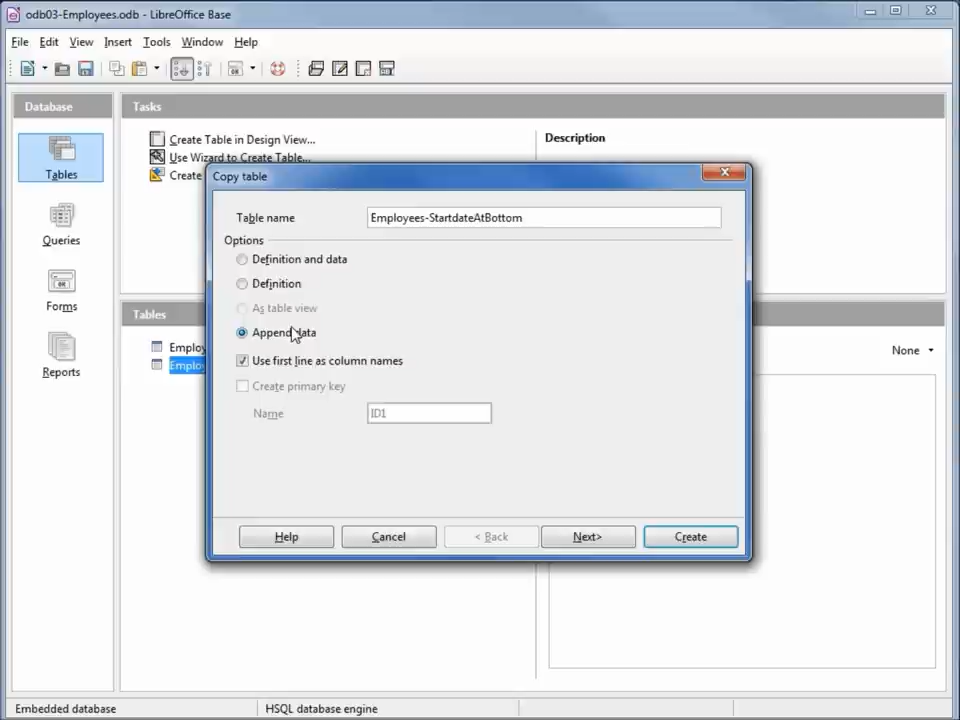 odb03-Employees.odb - LibreOffice Base
File Edit View Insert Tools Window Help
Database
Tasks
Tables
Queries
Forms
Reports
Create Table in Design View...
Use Wizard to Create Table...
Create
Description
Copy table
Table name Employees-StartdateAtBottom
Options
Definition and data
Definition
As table view
Append data
Use first line as column names
Create primary key
Name ID1
Help Cancel < Back Next> Create
Tables
Employ
Employ
None
Embedded database HSQL database engine